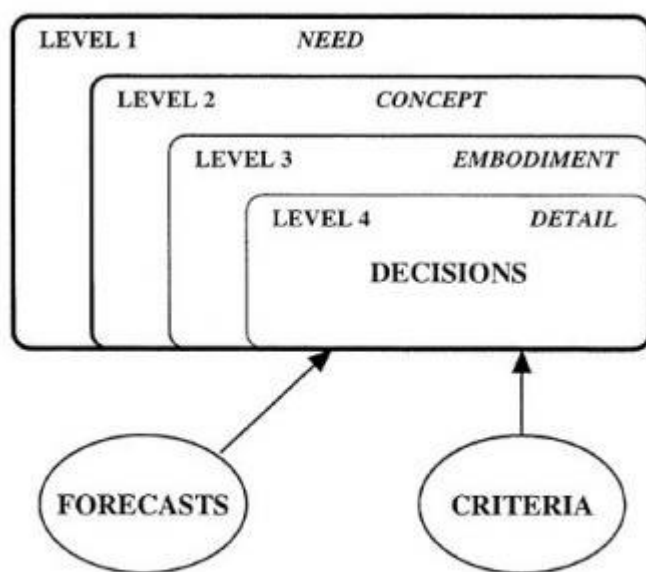 LEVEL 1 NEED
LEVEL 2 CONCEPT
LEVEL 3 EMBODIMENT
LEVEL 4 DETAIL
DECISIONS
FORECASTS CRITERIA